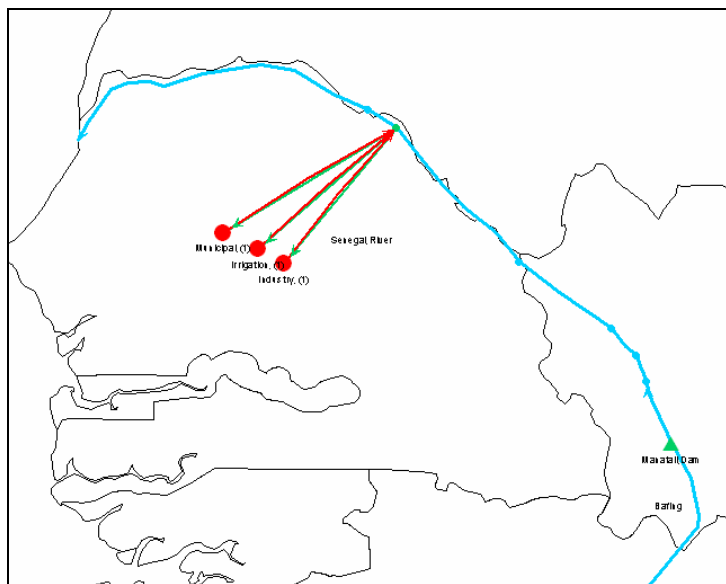 Municipal, (1)
Irrigation, (1)
Industry, (1)
Senegal, River
Manatali, Dam
Bafing